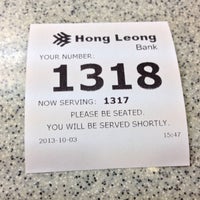 Hong Leong
Bank
YOUR NUMBER:
1318
NOW SERVING: 1317
PLEASE BE SEATED.
YOU WILL BE SERVED SHORTLY.
2013-10-03 15:47